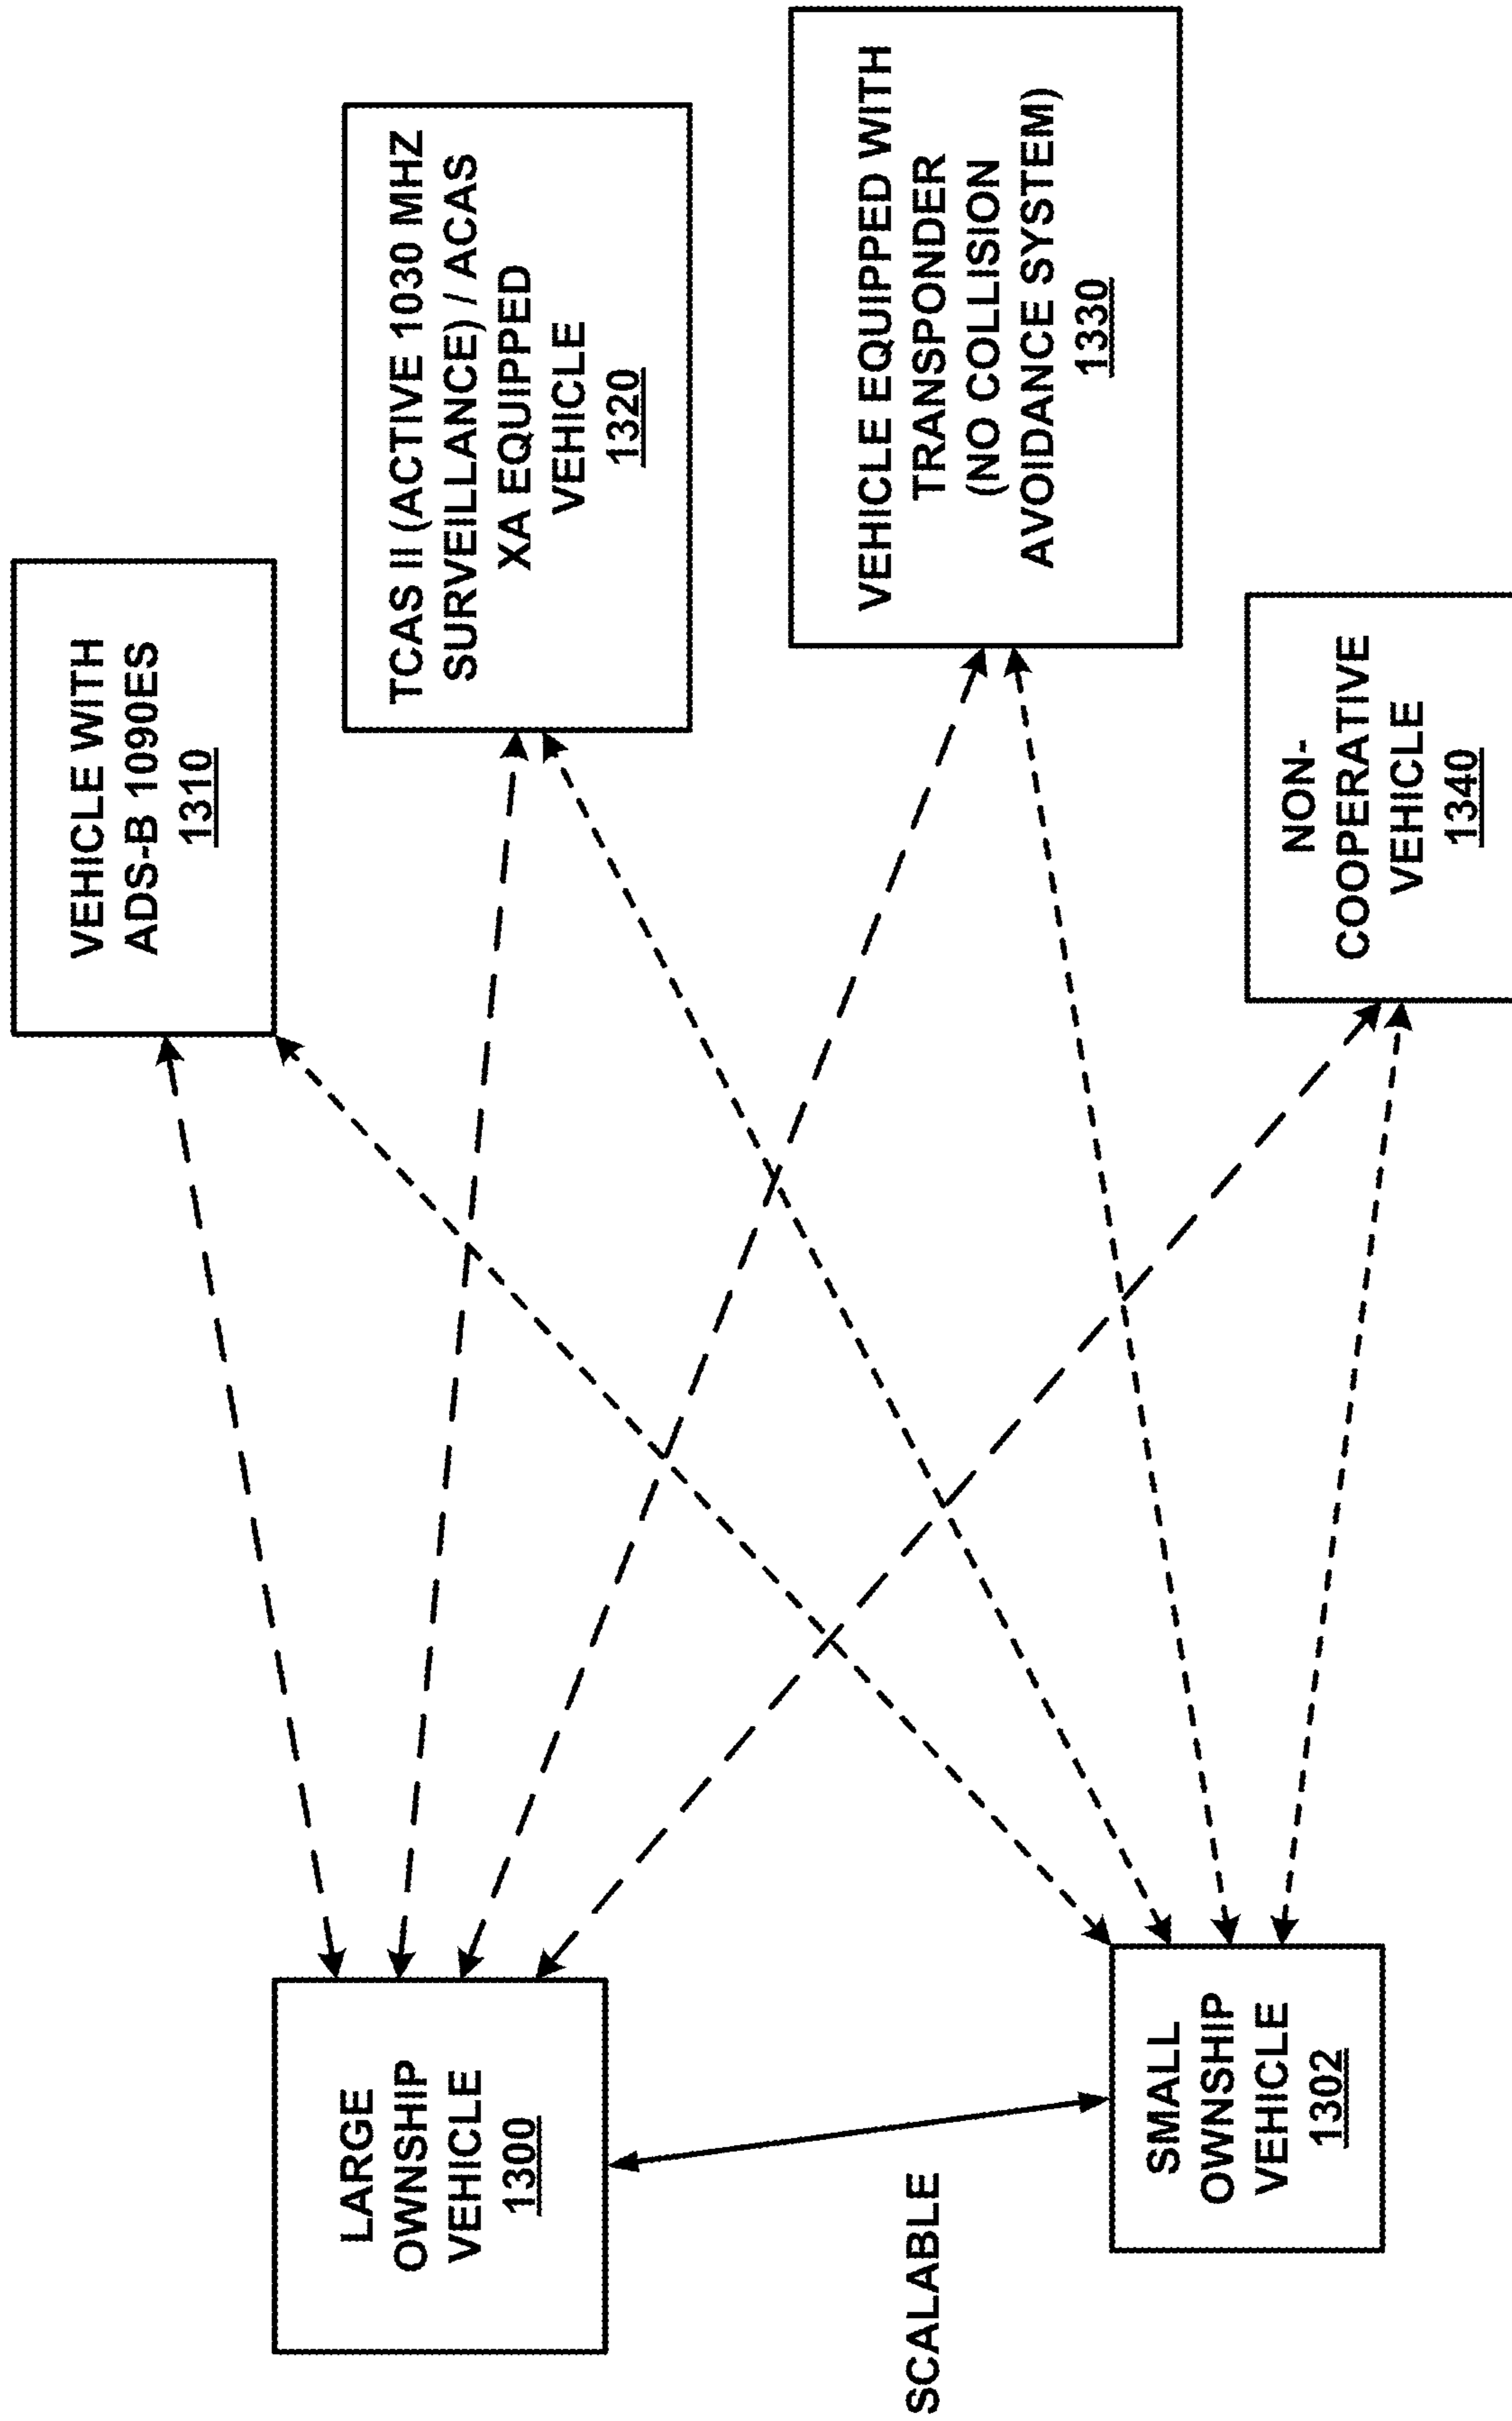 LARGE
OWNSHIP
VEHICLE
1300
SCALABLE
SMALL
OWNSHIP
VEHICLE
1302
VEHICLE WITH
ADS-B 1090ES
1310
TCAS II (ACTIVE 1030 MHZ
SURVEILLANCE) / ACAS
XA EQUIPPED
VEHICLE
1320
VEHICLE EQUIPPED WITH
TRANSPONDER
(NO COLLISION
AVOIDANCE SYSTEM)
1330
NON-
COOPERATIVE
VEHICLE
1340